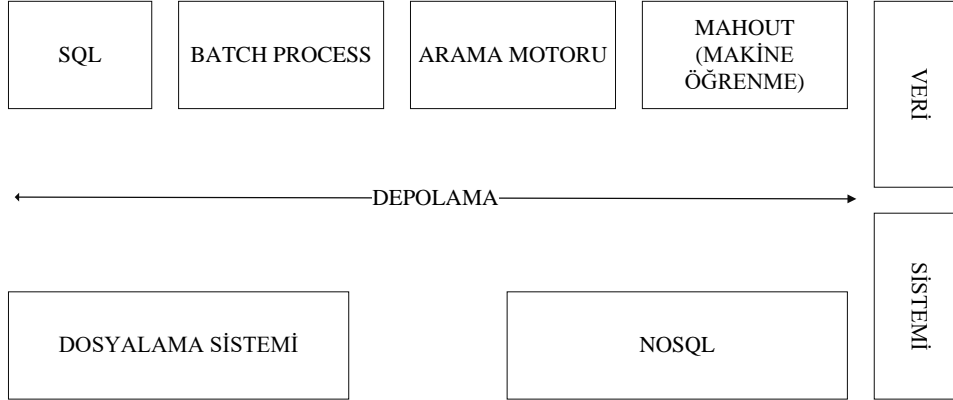 SQL
BATCH PROCESS
ARAMA MOTORU
MAHOUT
(MAKİNE
ÖĞRENME)
VERİ
DEPOLAMA
SİSTEMİ
DOSYALAMA SİSTEMİ
NOSQL